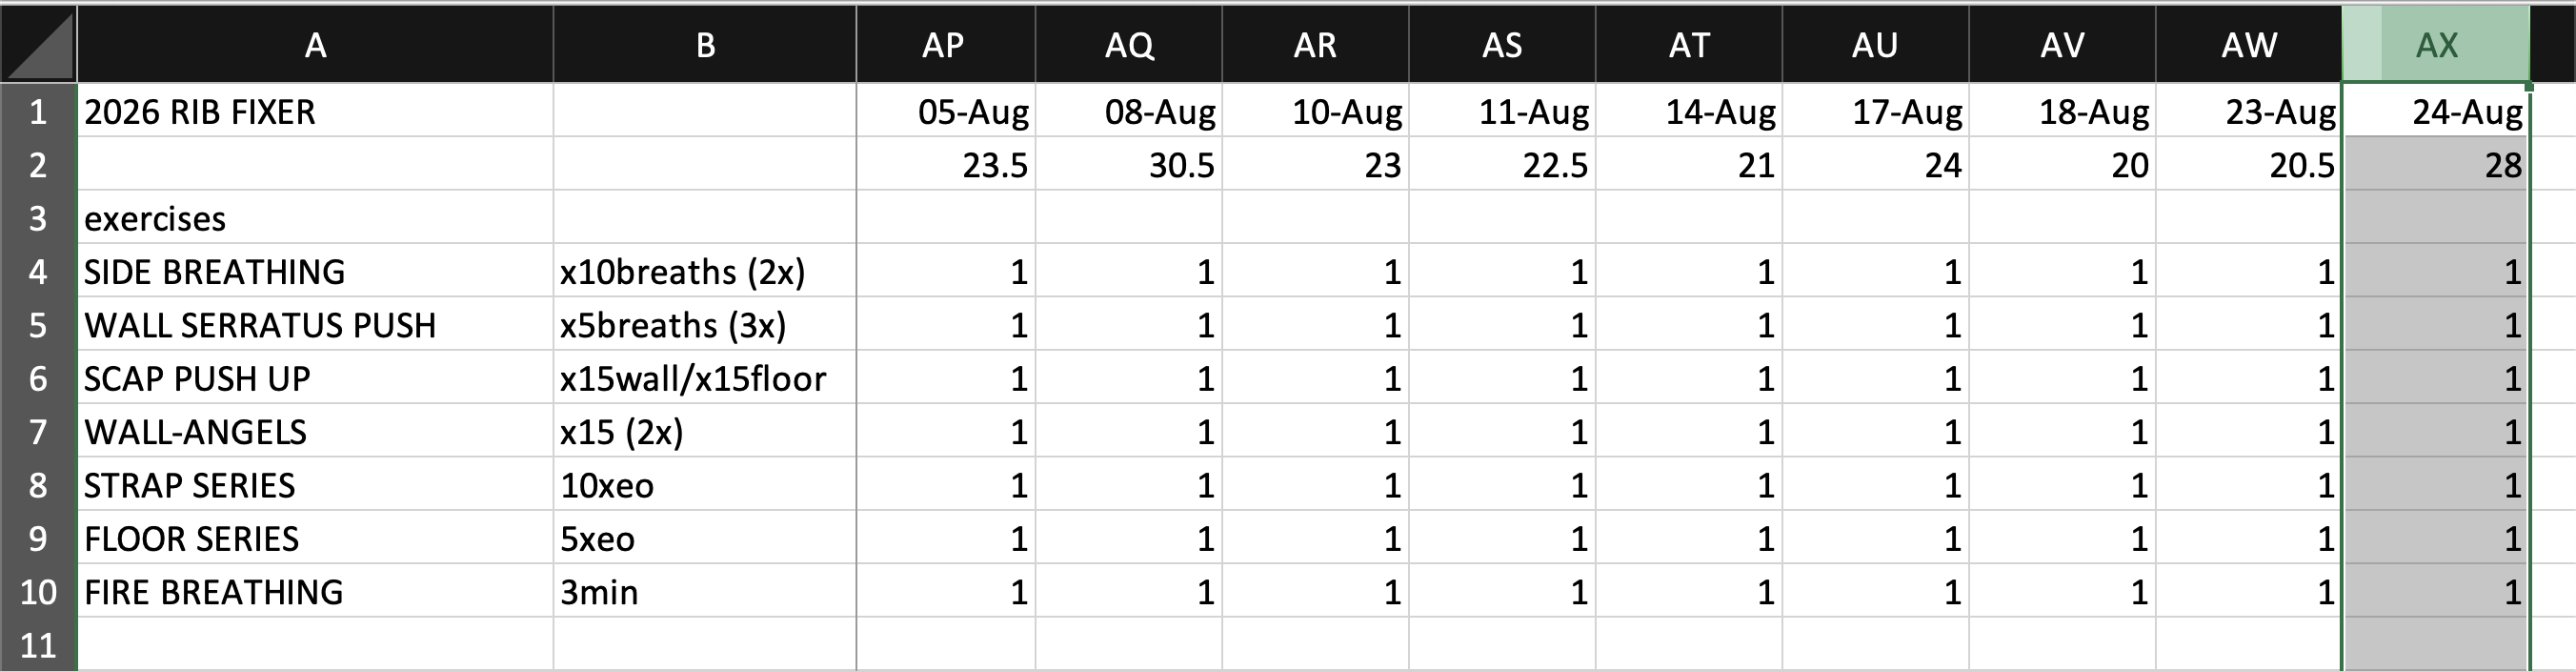 A B AP AQ AR AS AT AU AV AW AX
1 2026 RIB FIXER 05-Aug 08-Aug 10-Aug 11-Aug 14-Aug 17-Aug 18-Aug 23-Aug 24-Aug
2 23.5 30.5 23 22.5 21 24 20 20.5 28
3 exercises
4 SIDE BREATHING x10breaths (2x) 1 1 1 1 1 1 1 1 1
5 WALL SERRATUS PUSH x5breaths (3x) 1 1 1 1 1 1 1 1 1
6 SCAP PUSH UP x15wall/x15floor 1 1 1 1 1 1 1 1 1
7 WALL-ANGELS x15 (2x) 1 1 1 1 1 1 1 1 1
8 STRAP SERIES 10xeo 1 1 1 1 1 1 1 1 1
9 FLOOR SERIES 5xeo 1 1 1 1 1 1 1 1 1
10 FIRE BREATHING 3min 1 1 1 1 1 1 1 1 1
11